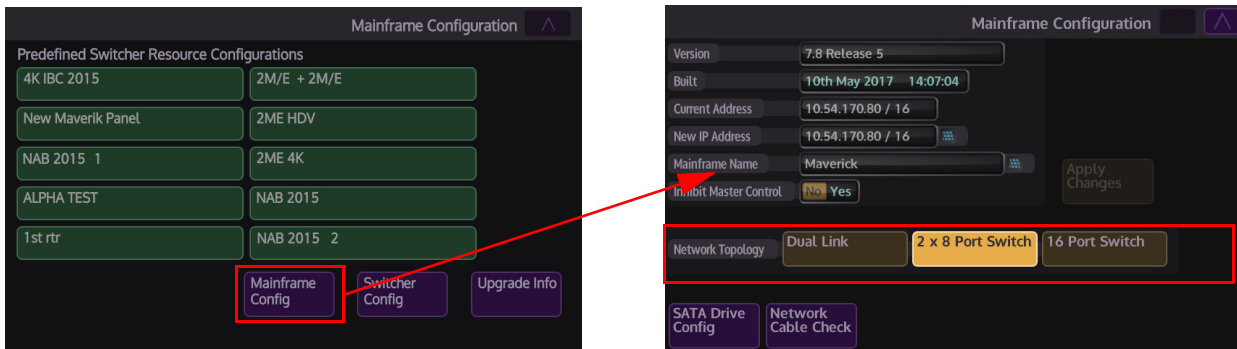 Mainframe Configuration
Predefined Switcher Resource Configurations
4K IBC 2015
2M/E + 2M/E
New Maverik Panel
2ME HDV
NAB 2015 1
2ME 4K
ALPHA TEST
NAB 2015
1st rtr
NAB 2015 2
Mainframe
Config
Switcher
Config
Upgrade Info
Mainframe Configuration
Version
7.8 Release 5
Built
10th May 2017 14:07:04
Current Address
10.54.170.80 / 16
New IP Address
10.54.170.80 / 16
Mainframe Name
Maverick
Inhibit Master Control
No Yes
Apply
Changes
Network Topology
Dual Link
2 x 8 Port Switch
16 Port Switch
SATA Drive
Config
Network
Cable Check